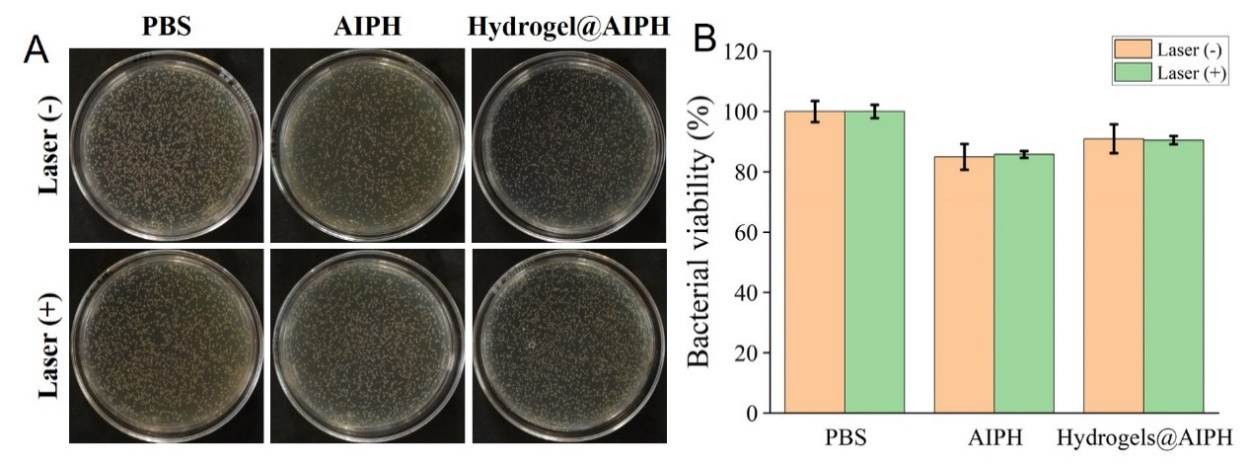 A
PBS
AIPH
Hydrogel@AIPH
Laser (-)
Laser (+)
B
Bacterial viability (%)
120
100
80
60
40
20
0
Laser (-)
Laser (+)
PBS
AIPH
Hydrogels@AIPH